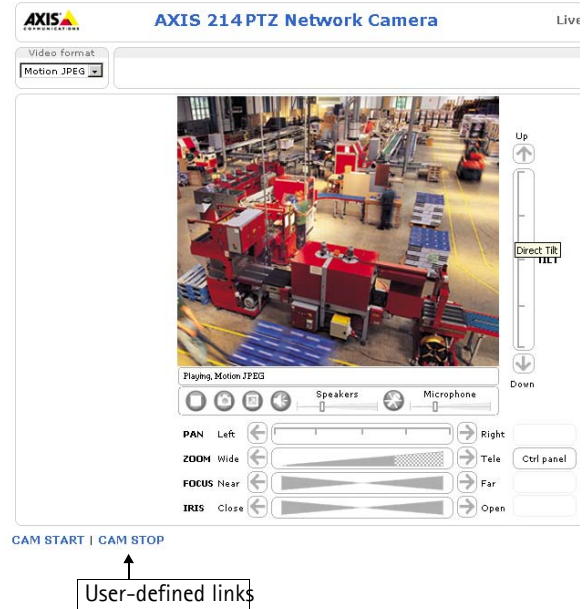 AXIS
COMMUNICATIONS
AXIS 214 PTZ Network Camera
Live
Video format
Motion JPEG
Up
Direct Tilt
TILT
Down
Playing, Motion JPEG
Speakers
Microphone
PAN Left Right
ZOOM Wide Tele Ctrl panel
FOCUS Near Far
IRIS Close Open
CAM START | CAM STOP
User-defined links